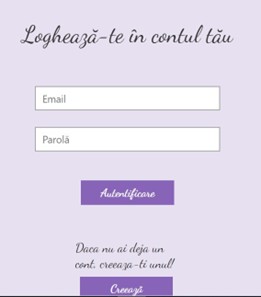 Loghează-te în contul tău
Email
Parolă
Autentificare
Daca nu ai deja un
cont, creeaza-ti unul!
Creează